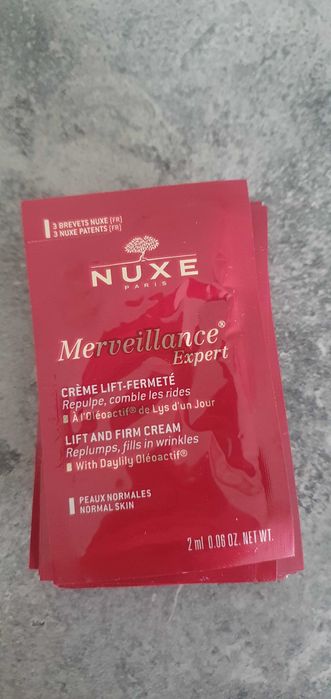 3 BREVETS NUXE (FR)
3 NUXE PATENTS (FR)
NUXE
PARIS
Merveillance®
Expert
CRÈME LIFT-FERMETÉ
Repulpe, comble les rides
À l'Oléoactif® de Lys d'un Jour
LIFT AND FIRM CREAM
Replumps, fills in wrinkles
With Daylily Oléoactif®
PEAUX NORMALES
NORMAL SKIN
2 ml 0.06 OZ. NET WT.